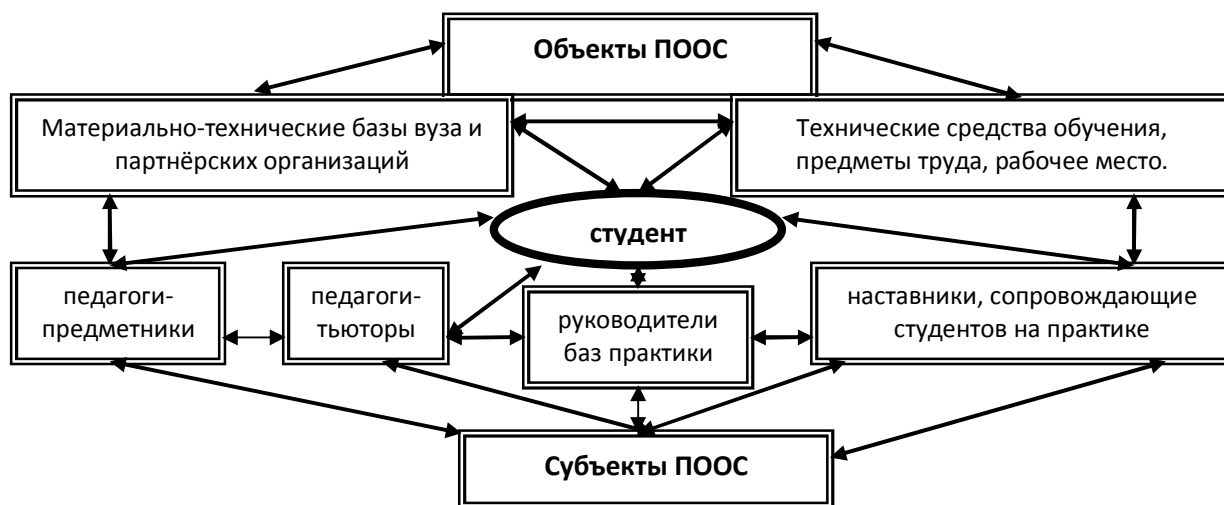 Объекты ПООС
Материально-технические базы вуза и
партнёрских организаций
Технические средства обучения,
предметы труда, рабочее место.
студент
педагоги-
предметники
педагоги-
тьюторы
руководители
баз практики
наставники, сопровождающие
студентов на практике
Субъекты ПООС